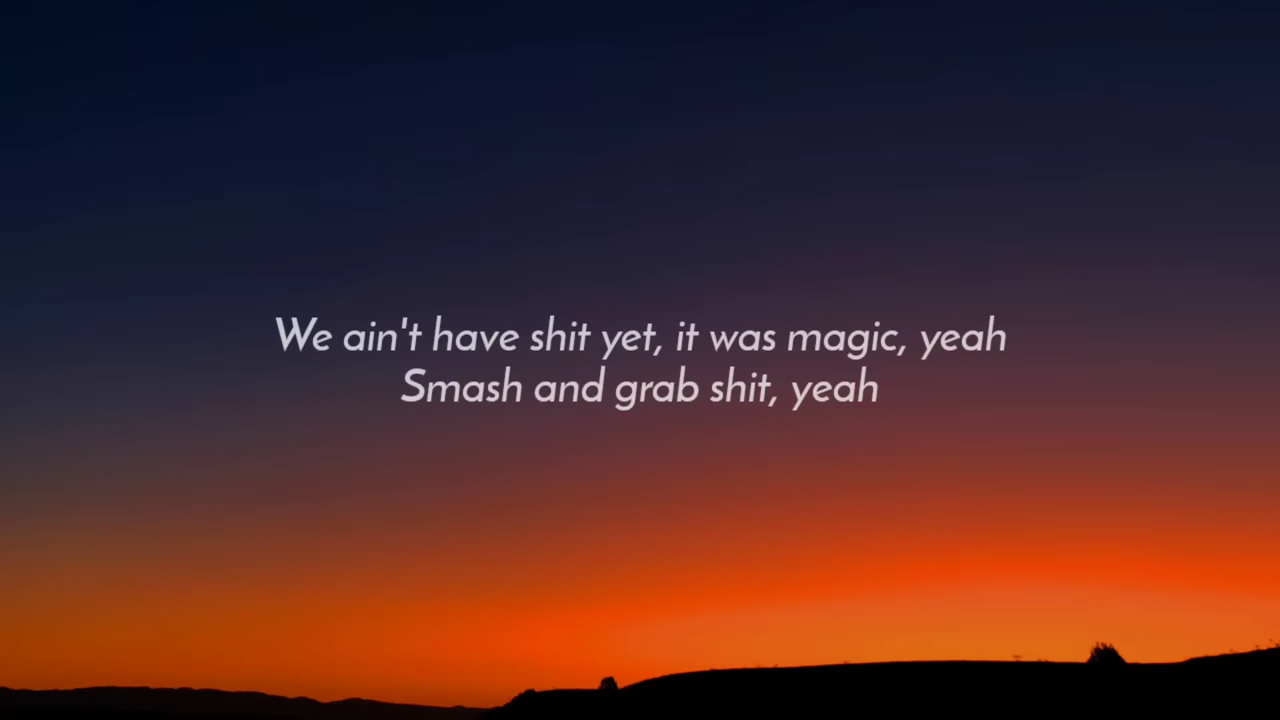 We ain't have shit yet, it was magic, yeah
Smash and grab shit, yeah